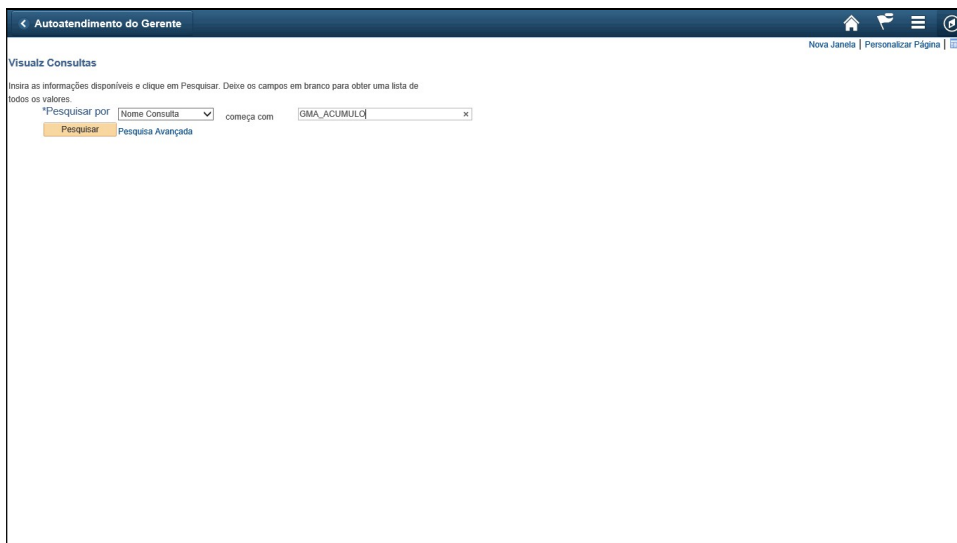 Autoatendimento do Gerente
Nova Janela | Personalizar Página |
Visualz Consultas
Insira as informações disponíveis e clique em Pesquisar. Deixe os campos em branco para obter uma lista de
todos os valores.
*Pesquisar por Nome Consulta começa com GMA_ACUMULO x
Pesquisar Pesquisa Avançada